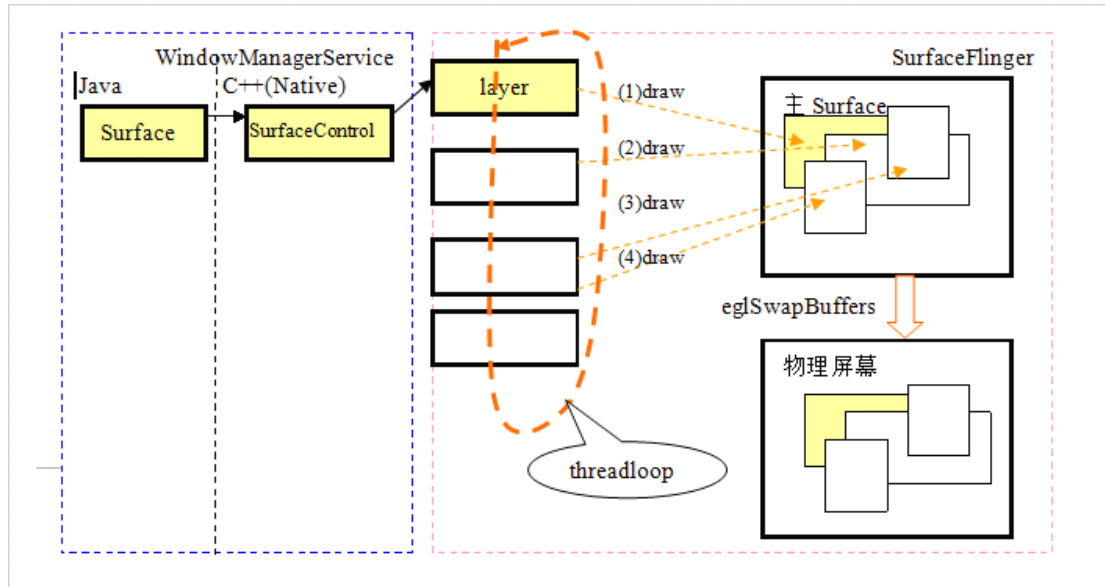 WindowManagerService
Java
C++(Native)
Surface
SurfaceControl
SurfaceFlinger
layer
(1)draw
(2)draw
(3)draw
(4)draw
主 Surface
eglSwapBuffers
物理屏幕
threadloop